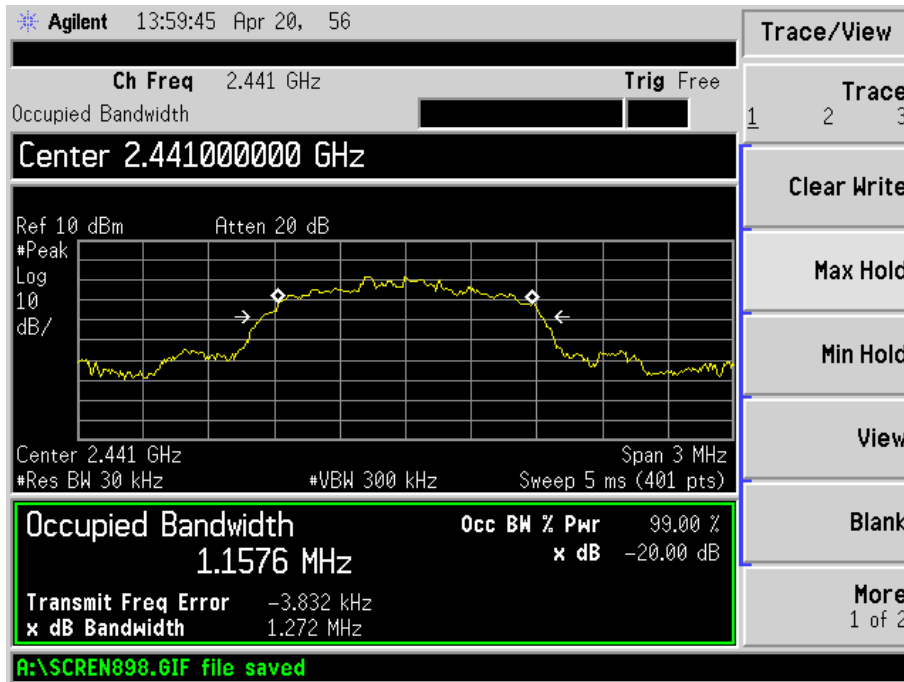 Agilent 13:59:45 Apr 20, 56
Trace/View
Ch Freq 2.441 GHz Trig Free
Occupied Bandwidth
Trace
1 2 3
Center 2.441000000 GHz
Clear Write
Ref 10 dBm Atten 20 dB
#Peak
Log
10
dB/
Max Hold
Min Hold
View
Center 2.441 GHz Span 3 MHz
#Res BW 30 kHz #VBW 300 kHz Sweep 5 ms (401 pts)
Occupied Bandwidth Occ BW % Pwr 99.00 %
1.1576 MHz x dB -20.00 dB
Blank
Transmit Freq Error -3.832 kHz
x dB Bandwidth 1.272 MHz
More
1 of 2
A:\SCREN898.GIF file saved